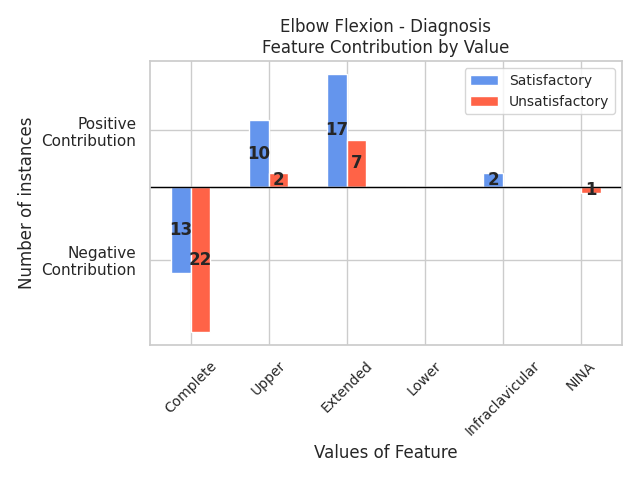 Elbow Flexion - Diagnosis
Feature Contribution by Value
Satisfactory
Unsatisfactory
Number of instances
Positive
Contribution
Negative
Contribution
13
22
10
2
17
7
2
1
Complete
Upper
Extended
Lower
Infraclavicular
NINA
Values of Feature